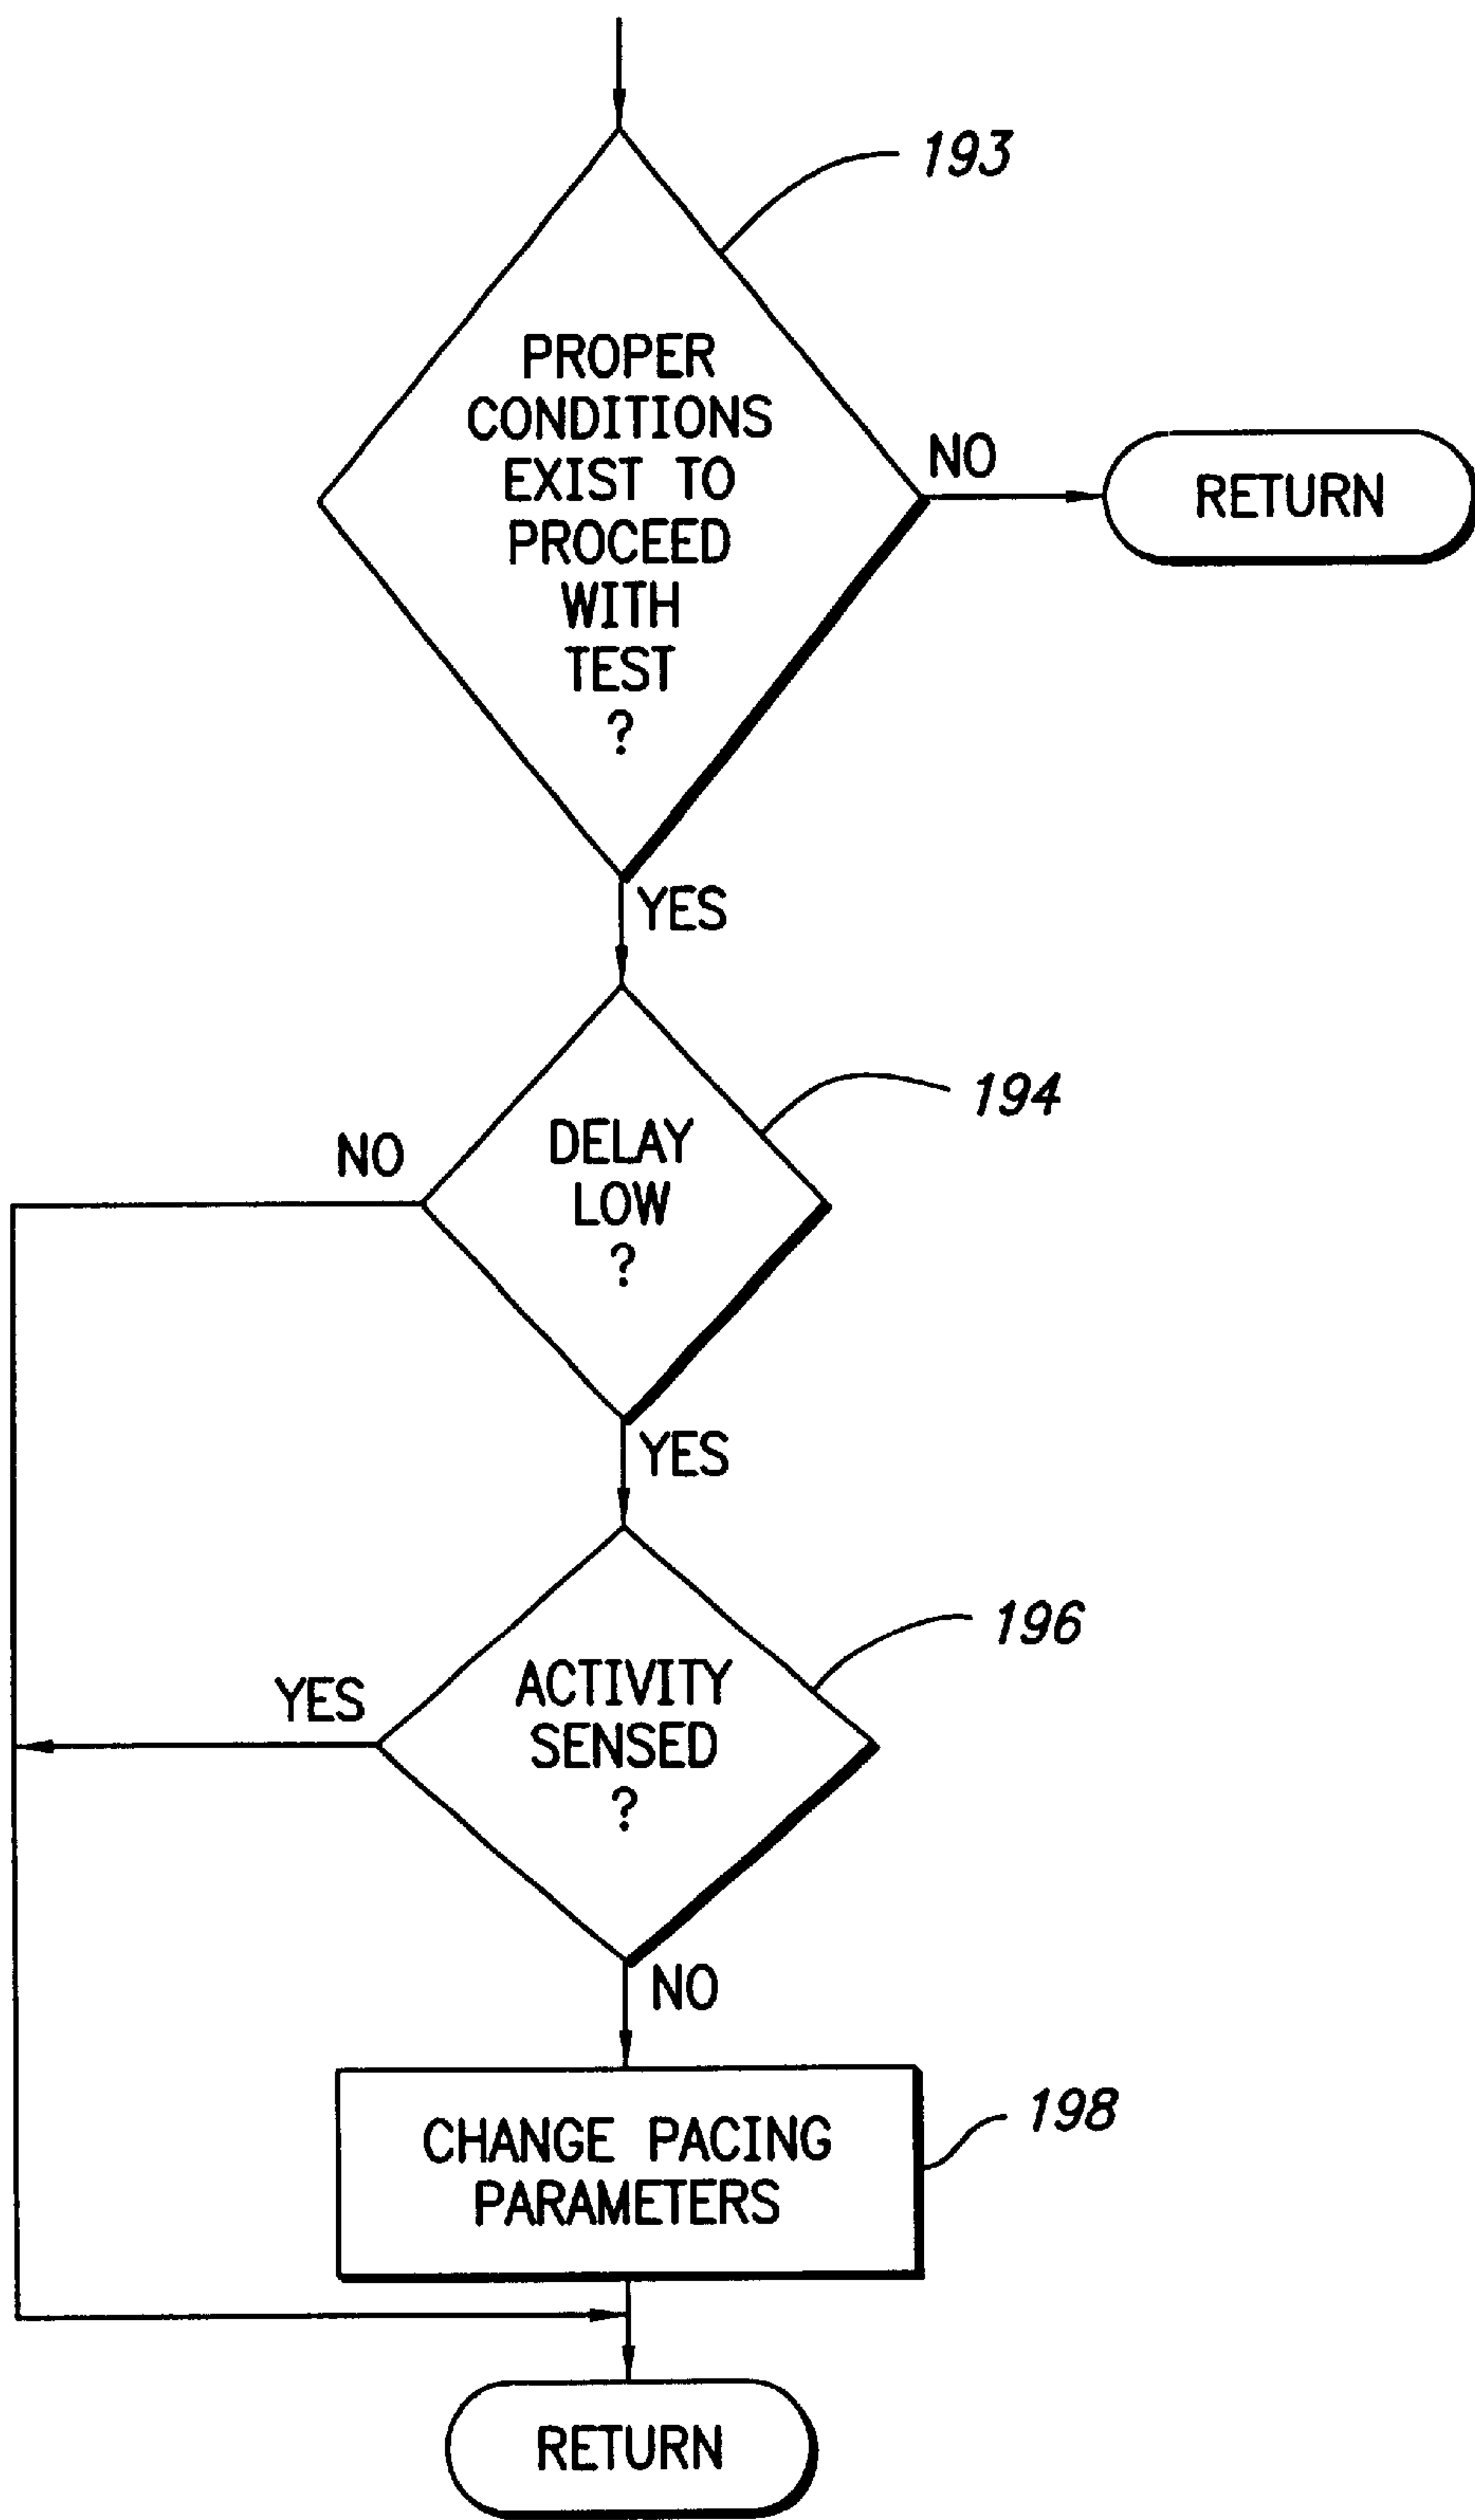 193
PROPER
CONDITIONS
EXIST TO
PROCEED
WITH
TEST
?
NO
RETURN
YES
194
DELAY
LOW
?
NO
YES
196
ACTIVITY
SENSED
?
YES
NO
198
CHANGE PACING
PARAMETERS
RETURN